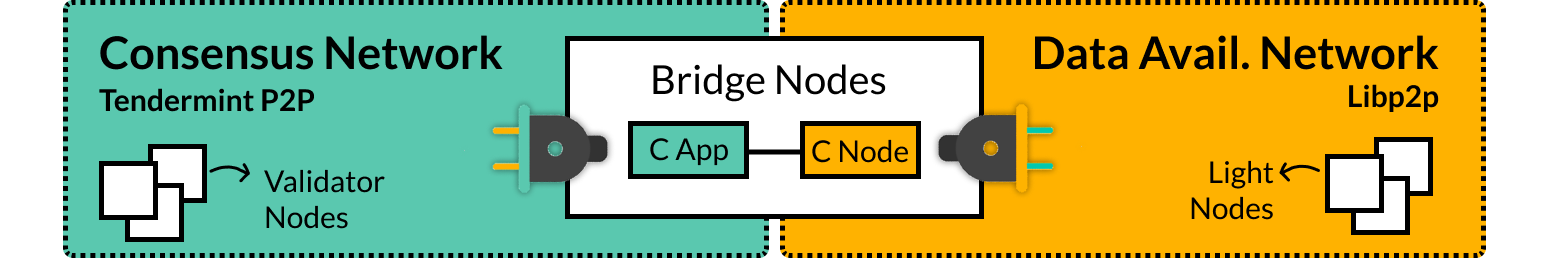 Consensus Network
Tendermint P2P
Validator
Nodes
Bridge Nodes
C App
C Node
Data Avail. Network
Libp2p
Light
Nodes